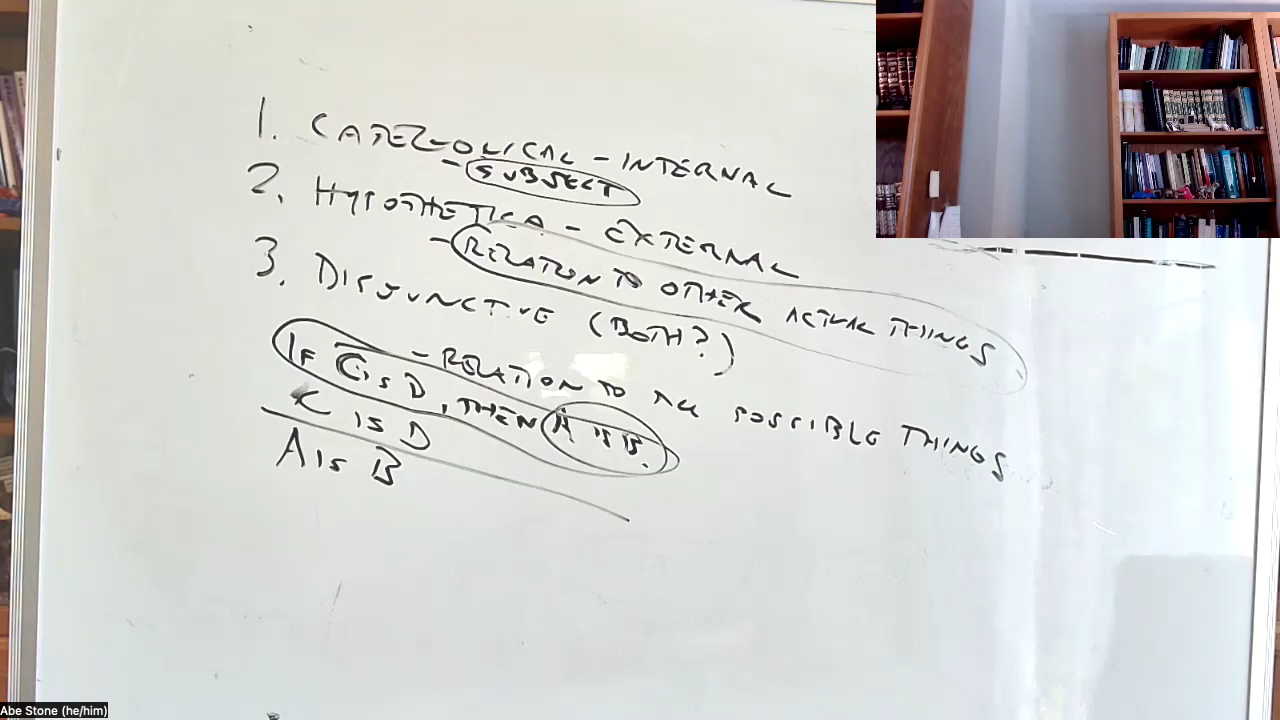 1. CATEGORICAL - INTERNAL
- SUBJECT
2. HYPOTHETICA - EXTERNAL
- RELATION TO OTHER ACTUAL THINGS
3. DISJUNCTIVE (BOTH?)
- RELATION TO ALL POSSIBLE THINGS
IF C is D, THEN A is B.
C is D
A is B
Abe Stone (he/him)